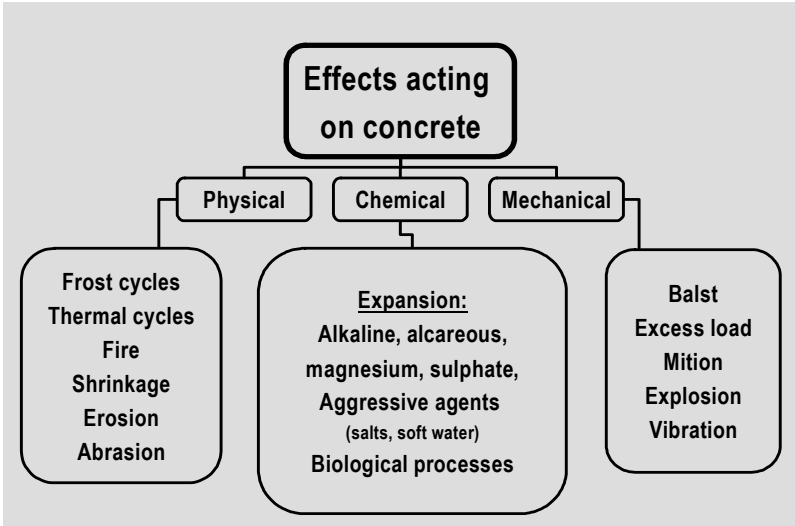 Effects acting
on concrete
Physical
Chemical
Mechanical
Frost cycles
Thermal cycles
Fire
Shrinkage
Erosion
Abrasion
Expansion:
Alkaline, alcareous,
magnesium, sulphate,
Aggressive agents
(salts, soft water)
Biological processes
Balst
Excess load
Mition
Explosion
Vibration